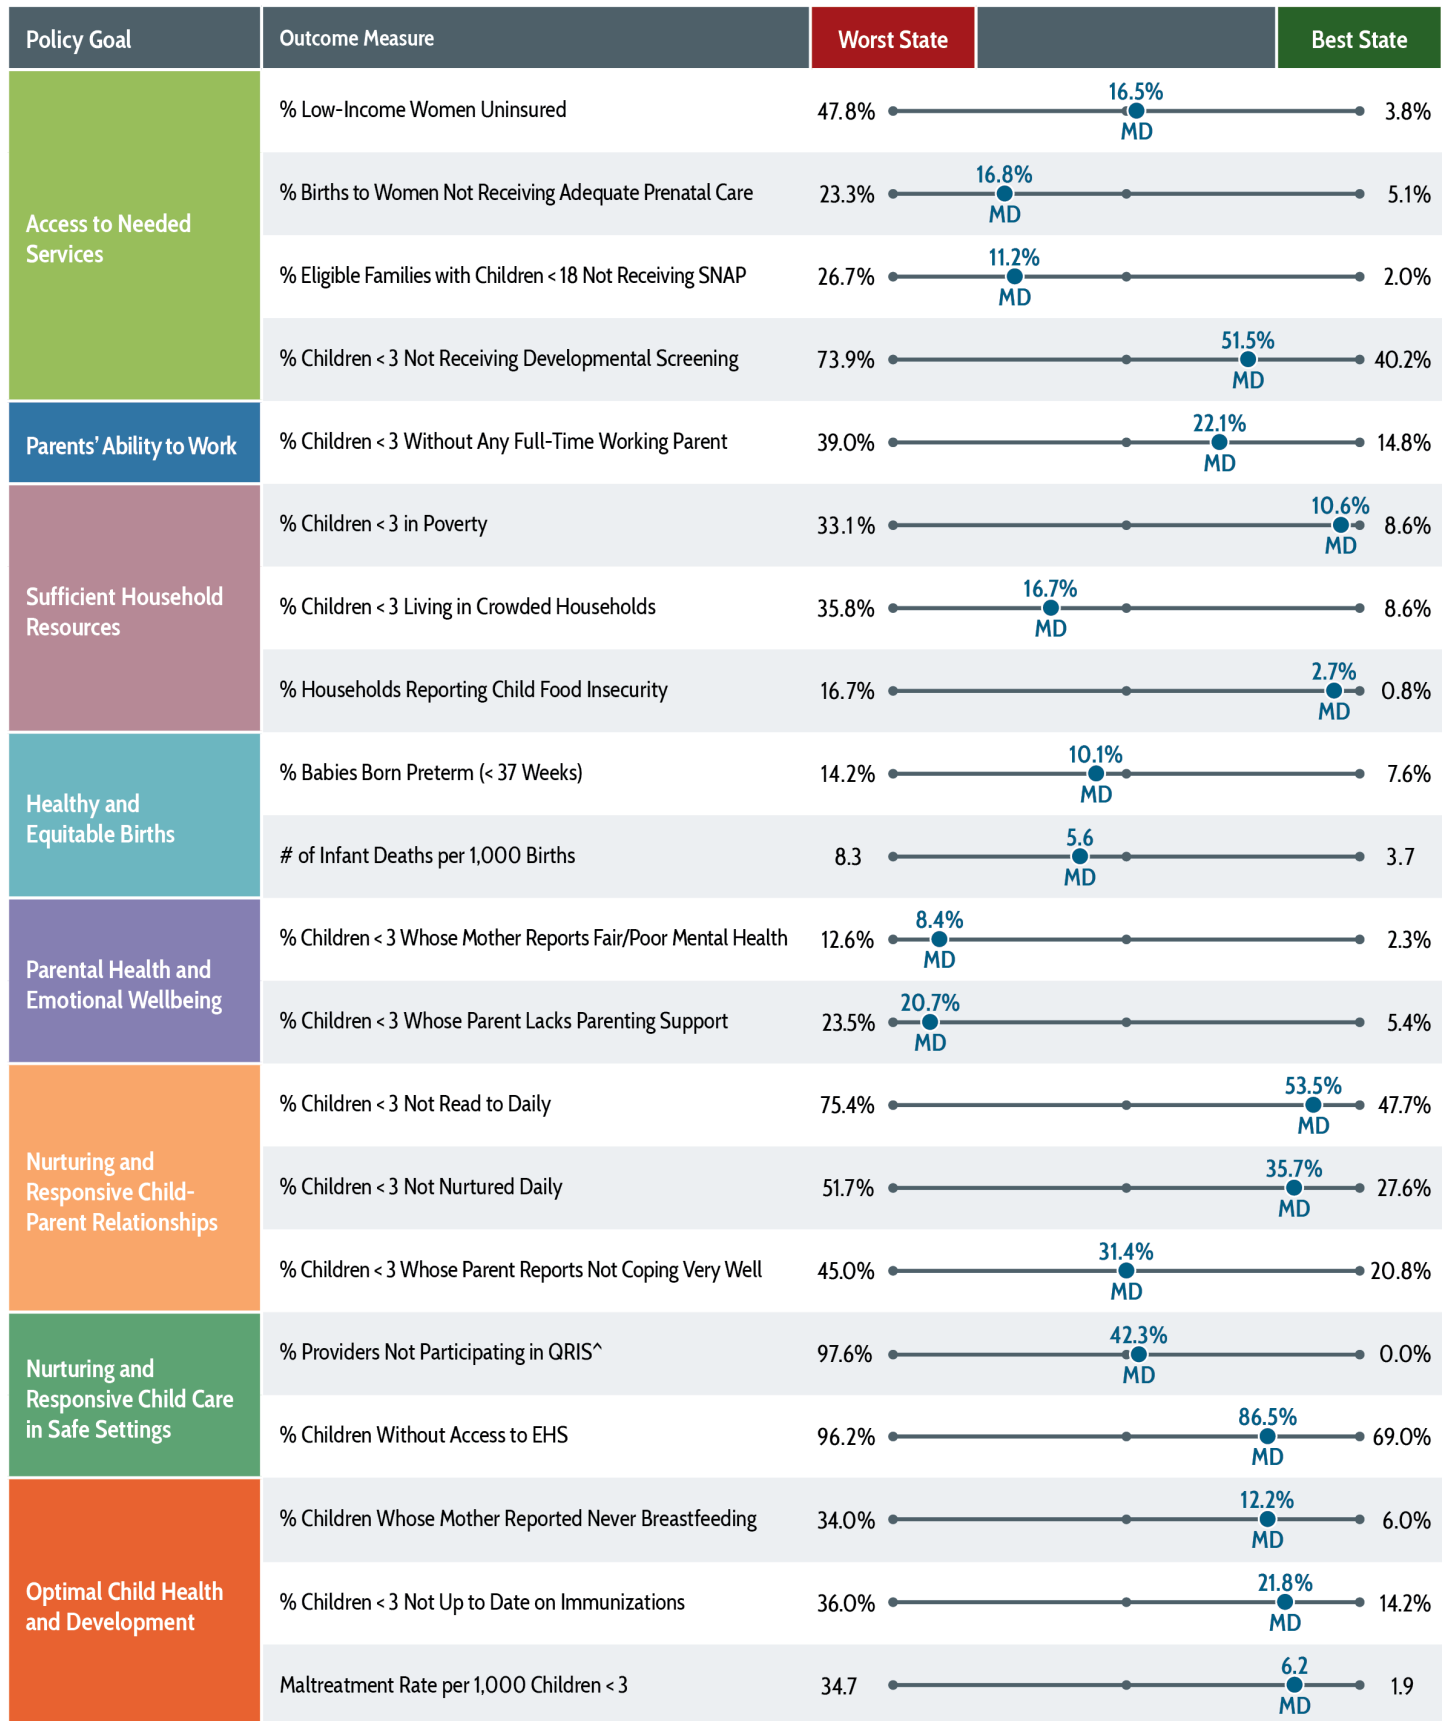 Policy Goal
Outcome Measure
Worst State
Best State
Access to Needed
Services
% Low-Income Women Uninsured
47.8%
16.5%
MD
3.8%
% Births to Women Not Receiving Adequate Prenatal Care
23.3%
16.8%
MD
5.1%
% Eligible Families with Children < 18 Not Receiving SNAP
26.7%
11.2%
MD
2.0%
% Children < 3 Not Receiving Developmental Screening
73.9%
51.5%
MD
40.2%
Parents' Ability to Work
% Children < 3 Without Any Full-Time Working Parent
39.0%
22.1%
MD
14.8%
Sufficient Household
Resources
% Children < 3 in Poverty
33.1%
10.6%
MD
8.6%
% Children < 3 Living in Crowded Households
35.8%
16.7%
MD
8.6%
% Households Reporting Child Food Insecurity
16.7%
2.7%
MD
0.8%
Healthy and
Equitable Births
% Babies Born Preterm (< 37 Weeks)
14.2%
10.1%
MD
7.6%
# of Infant Deaths per 1,000 Births
8.3
5.6
MD
3.7
Parental Health and
Emotional Wellbeing
% Children < 3 Whose Mother Reports Fair/Poor Mental Health
12.6%
8.4%
MD
2.3%
% Children < 3 Whose Parent Lacks Parenting Support
23.5%
20.7%
MD
5.4%
Nurturing and
Responsive Child-
Parent Relationships
% Children < 3 Not Read to Daily
75.4%
53.5%
MD
47.7%
% Children < 3 Not Nurtured Daily
51.7%
35.7%
MD
27.6%
% Children < 3 Whose Parent Reports Not Coping Very Well
45.0%
31.4%
MD
20.8%
Nurturing and
Responsive Child Care
in Safe Settings
% Providers Not Participating in QRIS^
97.6%
42.3%
MD
0.0%
% Children Without Access to EHS
96.2%
86.5%
MD
69.0%
Optimal Child Health
and Development
% Children Whose Mother Reported Never Breastfeeding
34.0%
12.2%
MD
6.0%
% Children < 3 Not Up to Date on Immunizations
36.0%
21.8%
MD
14.2%
Maltreatment Rate per 1,000 Children < 3
34.7
6.2
MD
1.9